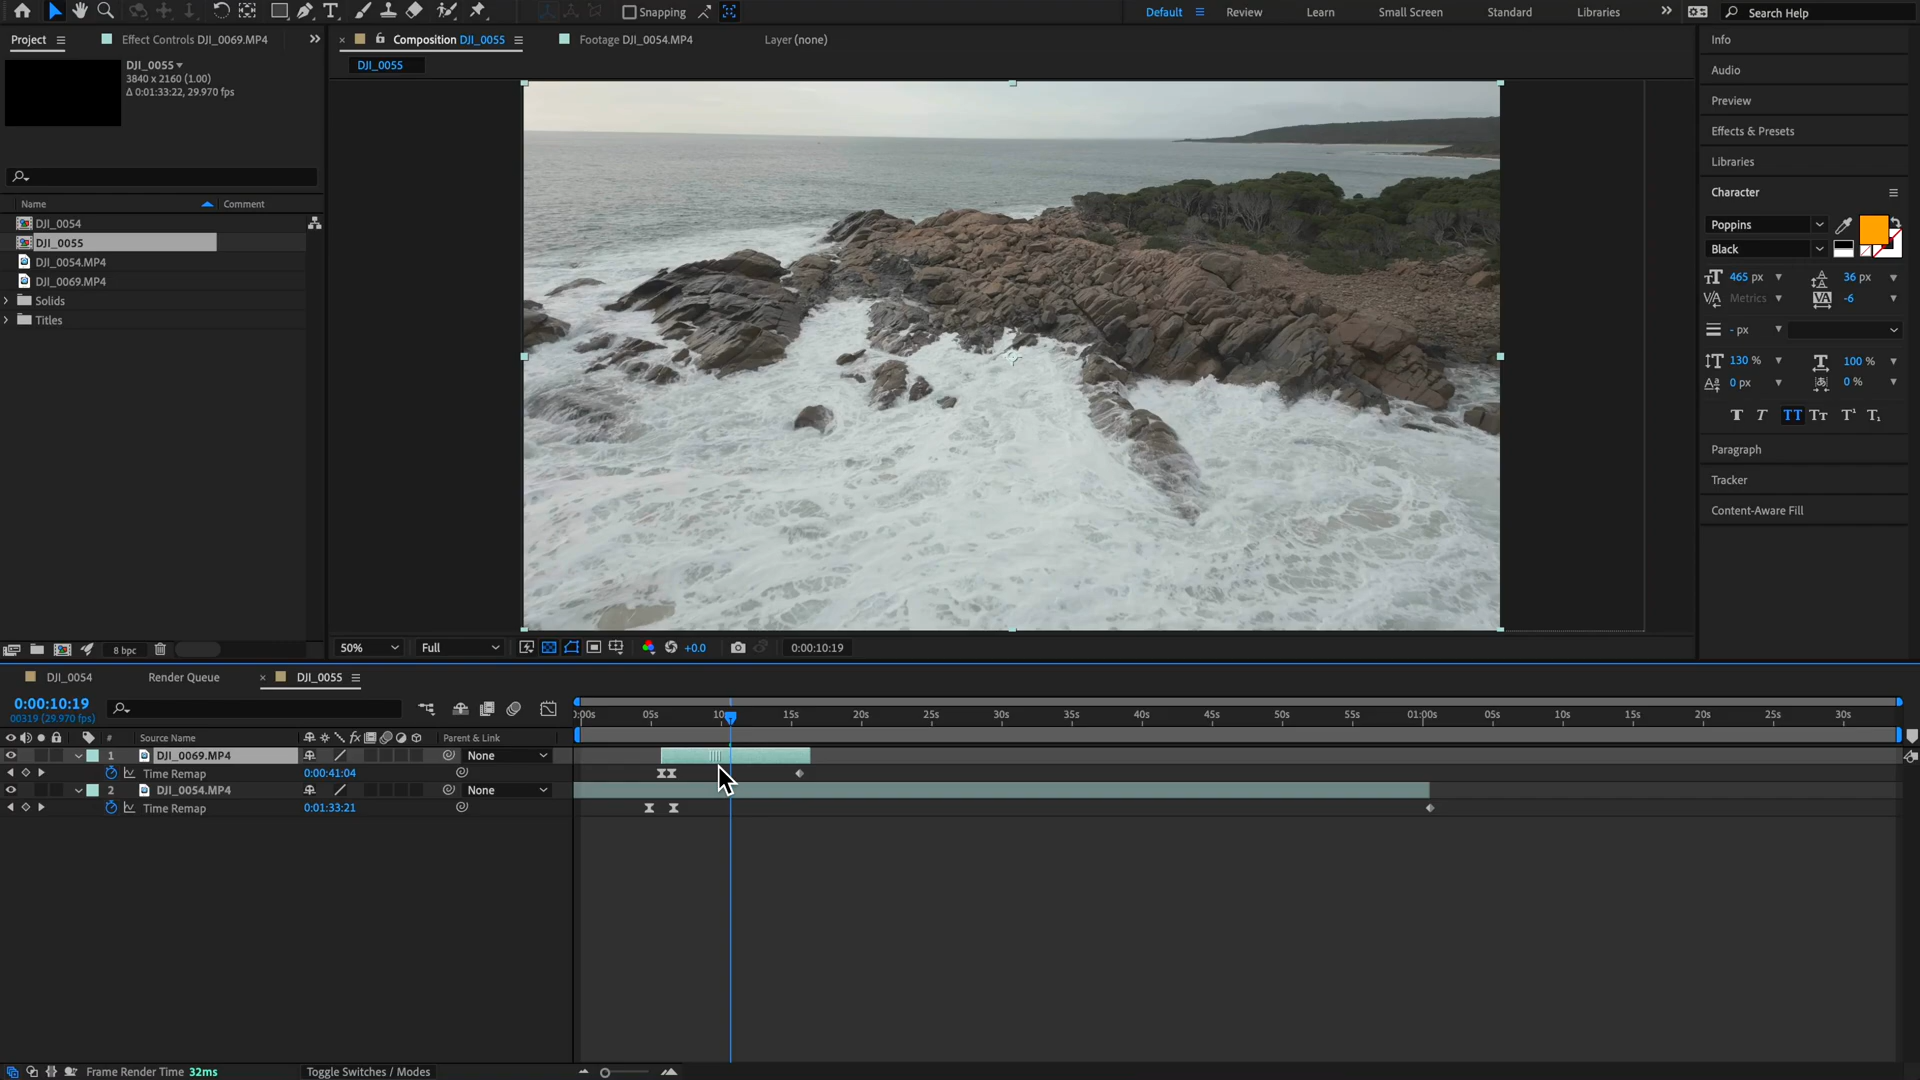 Snapping
Default
Review
Learn
Small Screen
Standard
Libraries
Search Help
Project
Effect Controls DJI_0069.MP4
Composition DJI_0055
Footage DJI_0054.MP4
Layer (none)
Info
DJI_0055
3840 x 2160 (1.00)
Δ 0:01:33:22, 29.970 fps
DJI_0055
Audio
Preview
Effects & Presets
Libraries
Character
Name
Comment
DJI_0054
DJI_0055
DJI_0054.MP4
DJI_0069.MP4
Solids
Titles
Poppins
Black
465 px
36 px
Metrics
-6
- px
130 %
100 %
0 px
0 %
T T TT Tr T¹ T₁
Paragraph
Tracker
Content-Aware Fill
8 bpc
50%
Full
+0.0
0:00:10:19
DJI_0054
Render Queue
DJI_0055
0:00:10:19
00319 (29.970 fps)
0:00s 05s 10s 15s 20s 25s 30s 35s 40s 45s 50s 55s 01:00s 05s 10s 15s 20s 25s 30s
# Source Name
fx
Parent & Link
1 DJI_0069.MP4
None
Time Remap
0:00:41:04
2 DJI_0054.MP4
None
Time Remap
0:01:33:21
Frame Render Time 32ms
Toggle Switches / Modes